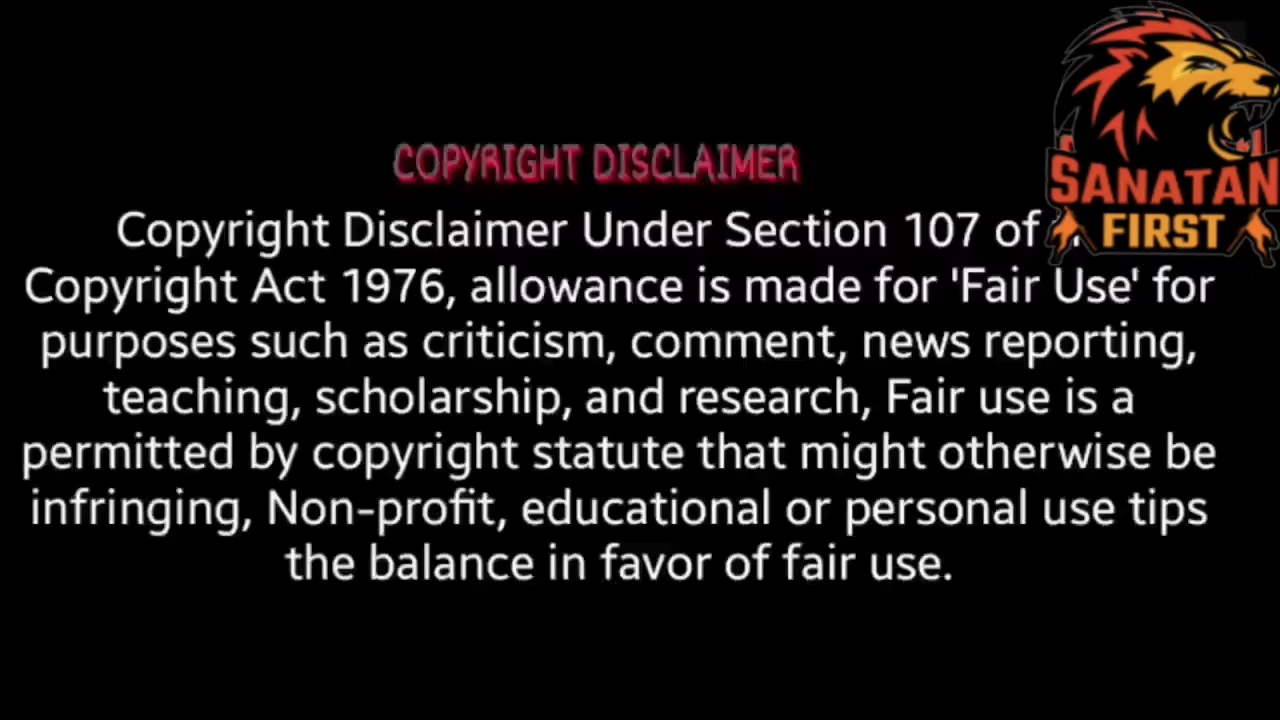 COPYRIGHT DISCLAIMER
Copyright Disclaimer Under Section 107 of
Copyright Act 1976, allowance is made for 'Fair Use' for
purposes such as criticism, comment, news reporting,
teaching, scholarship, and research, Fair use is a
permitted by copyright statute that might otherwise be
infringing, Non-profit, educational or personal use tips
the balance in favor of fair use.
SANATAN
FIRST